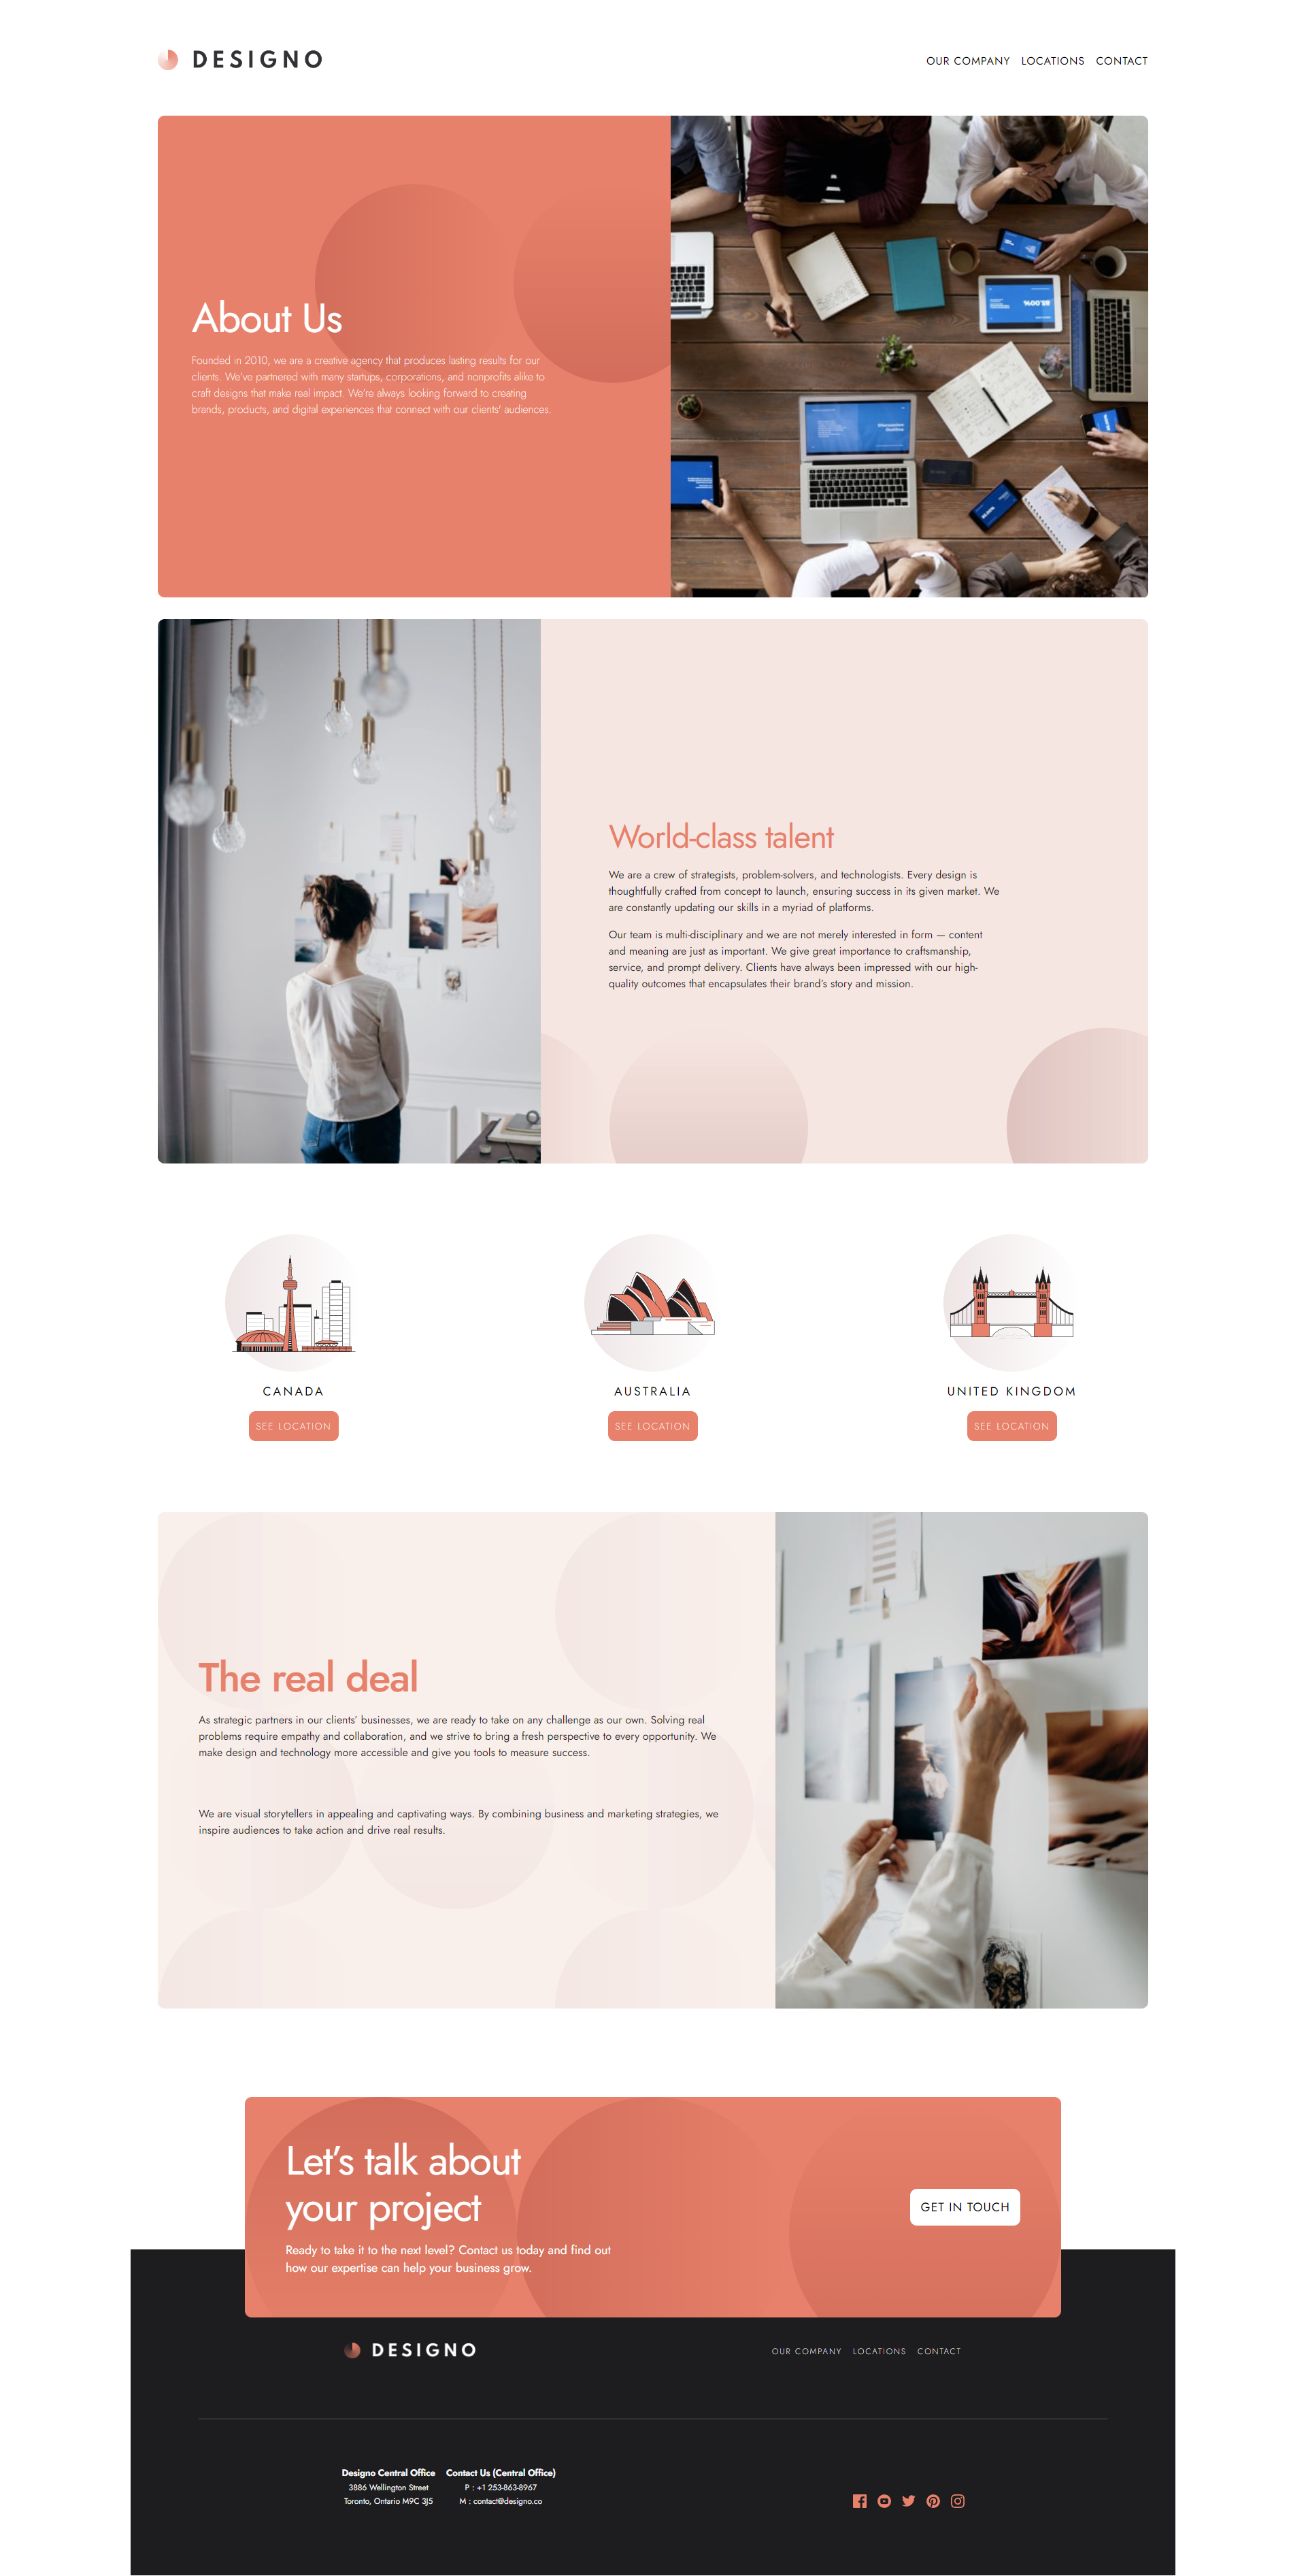 DESIGNO
OUR COMPANY LOCATIONS CONTACT
About Us
Founded in 2010, we are a creative agency that produces lasting results for our
clients. We've partnered with many startups, corporations, and nonprofits alike to
craft designs that make real impact. We're always looking forward to creating
brands, products, and digital experiences that connect with our clients' audiences.
World-class talent
We are a crew of strategists, problem-solvers, and technologists. Every design is
thoughtfully crafted from concept to launch, ensuring success in its given market. We
are constantly updating our skills in a myriad of platforms.
Our team is multi-disciplinary and we are not merely interested in form — content
and meaning are just as important. We give great importance to craftsmanship,
service, and prompt delivery. Clients have always been impressed with our high-
quality outcomes that encapsulates their brand's story and mission.
CANADA
SEE LOCATION
AUSTRALIA
SEE LOCATION
UNITED KINGDOM
SEE LOCATION
The real deal
As strategic partners in our clients' businesses, we are ready to take on any challenge as our own. Solving real
problems require empathy and collaboration, and we strive to bring a fresh perspective to every opportunity. We
make design and technology more accessible and give you tools to measure success.
We are visual storytellers in appealing and captivating ways. By combining business and marketing strategies, we
inspire audiences to take action and drive real results.
Let's talk about
your project
Ready to take it to the next level? Contact us today and find out
how our expertise can help your business grow.
GET IN TOUCH
DESIGNO
OUR COMPANY LOCATIONS CONTACT
Designo Central Office
3886 Wellington Street
Toronto, Ontario M9C 3J5
Contact Us (Central Office)
P : +1 253-863-8967
M : contact@designo.co